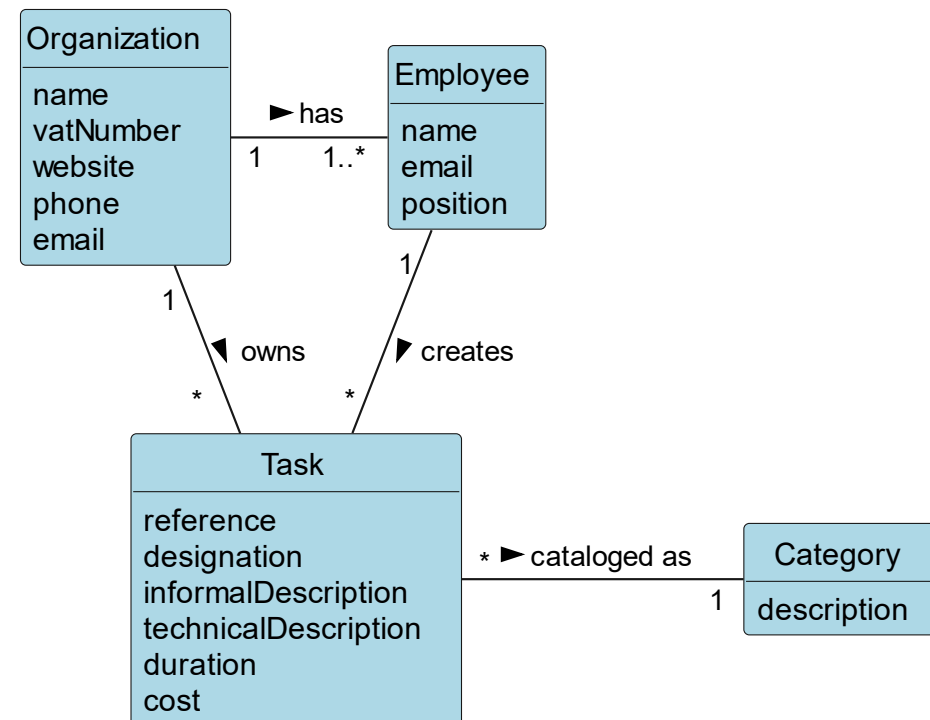 Organization
name
vatNumber
website
phone
email
► has
1
1..*
Employee
name
email
position
1
owns
*
1
creates
*
Task
reference
designation
informalDescription
technicalDescription
duration
cost
* ► cataloged as
1
Category
description